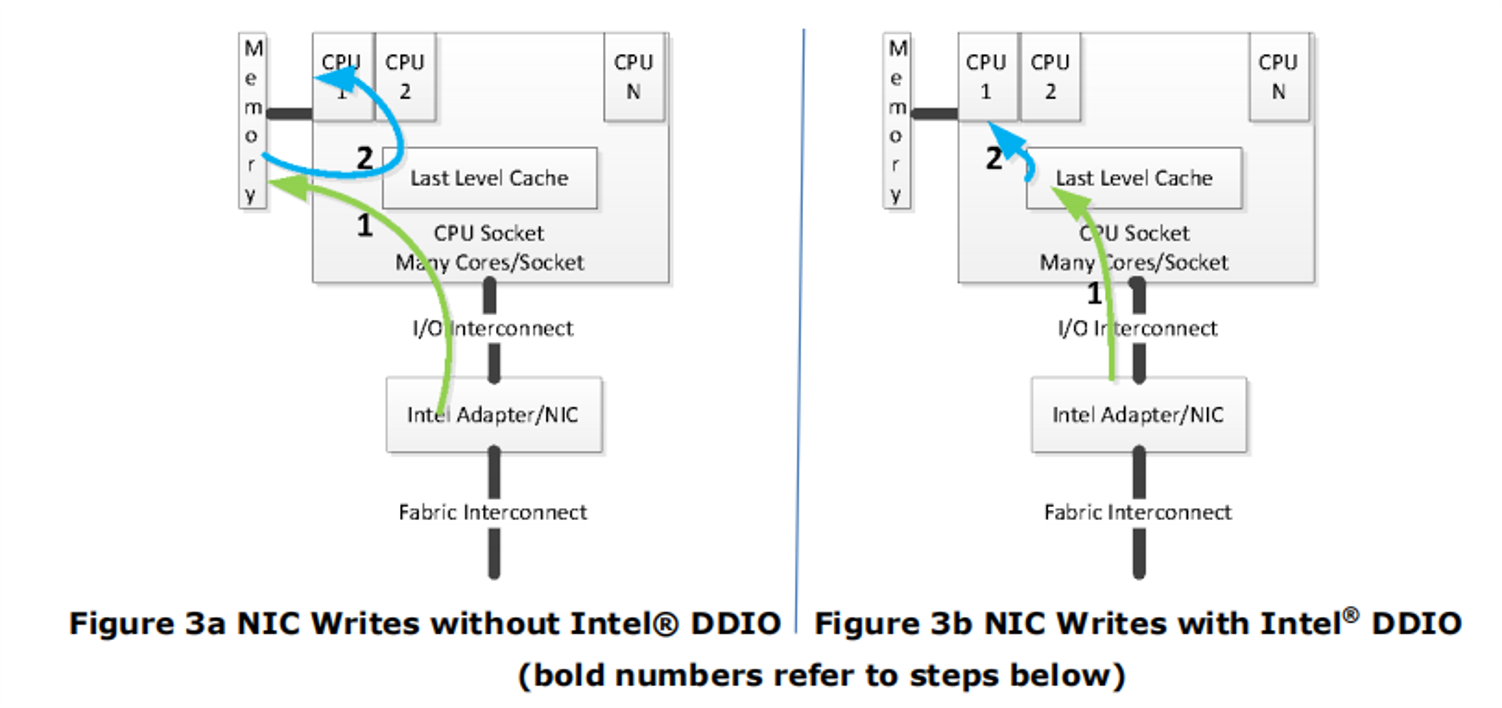 Memory
CPU
1
CPU
2
CPU
N
2
Last Level Cache
1
CPU Socket
Many Cores/Socket
I/O Interconnect
Intel Adapter/NIC
Fabric Interconnect
Figure 3a NIC Writes without Intel® DDIO
Memory
CPU
1
CPU
2
CPU
N
2
Last Level Cache
CPU Socket
Many Cores/Socket
1
I/O Interconnect
Intel Adapter/NIC
Fabric Interconnect
Figure 3b NIC Writes with Intel® DDIO
(bold numbers refer to steps below)